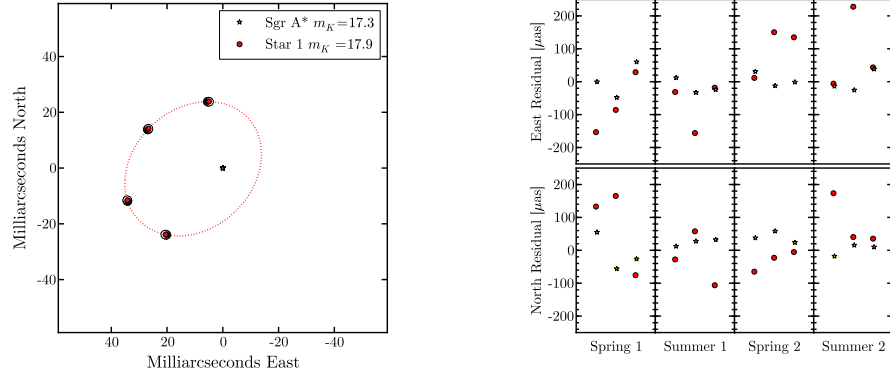 Sgr A* m_K=17.3
Star 1 m_K=17.9
40
20
0
-20
-40
Milliarcseconds North
40 20 0 -20 -40
Milliarcseconds East
200
100
0
-100
-200
East Residual [μas]
200
100
0
-100
-200
North Residual [μas]
Spring 1 Summer 1 Spring 2 Summer 2